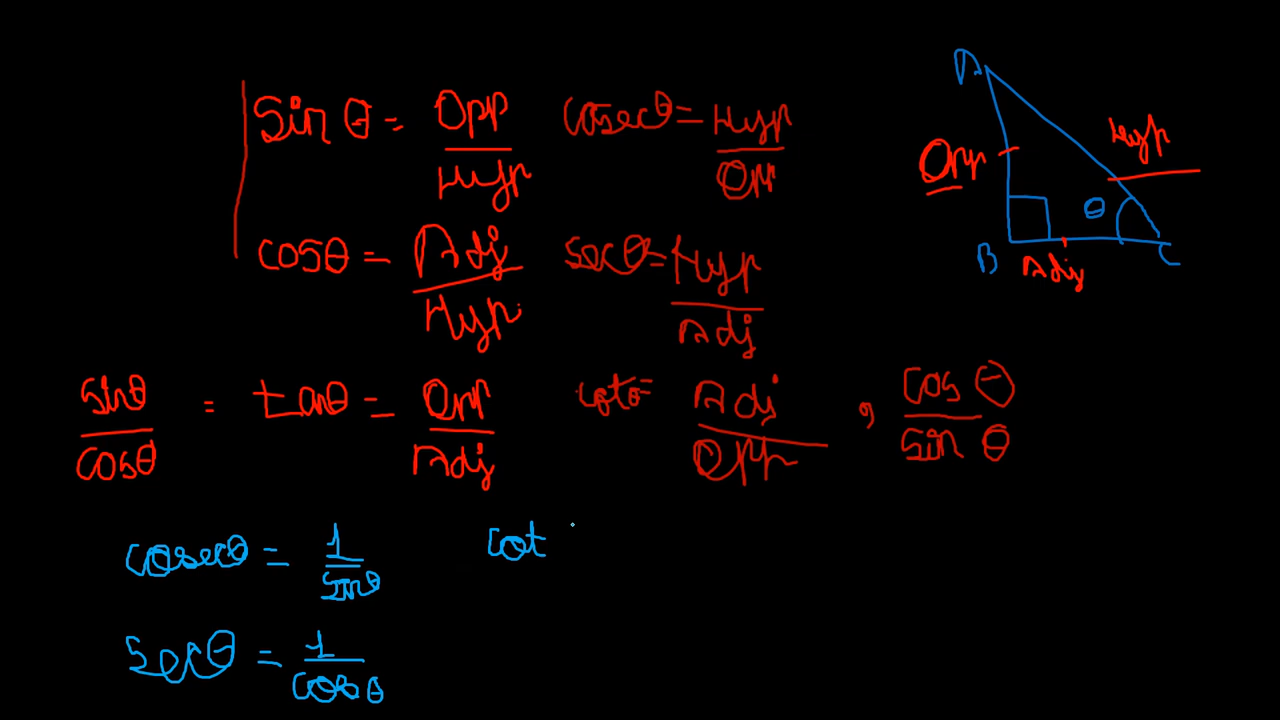 sinθ = Opp/Hyp cosecθ = Hyp/Opp
cosθ = Adj/Hyp secθ = Hyp/Adj
sinθ/cosθ = tanθ = Opp/Adj cotθ = Adj/Opp , cosθ/sinθ
cosecθ = 1/sinθ cot
secθ = 1/cosθ
A
Opp
Hyp
θ
B
Adj
C